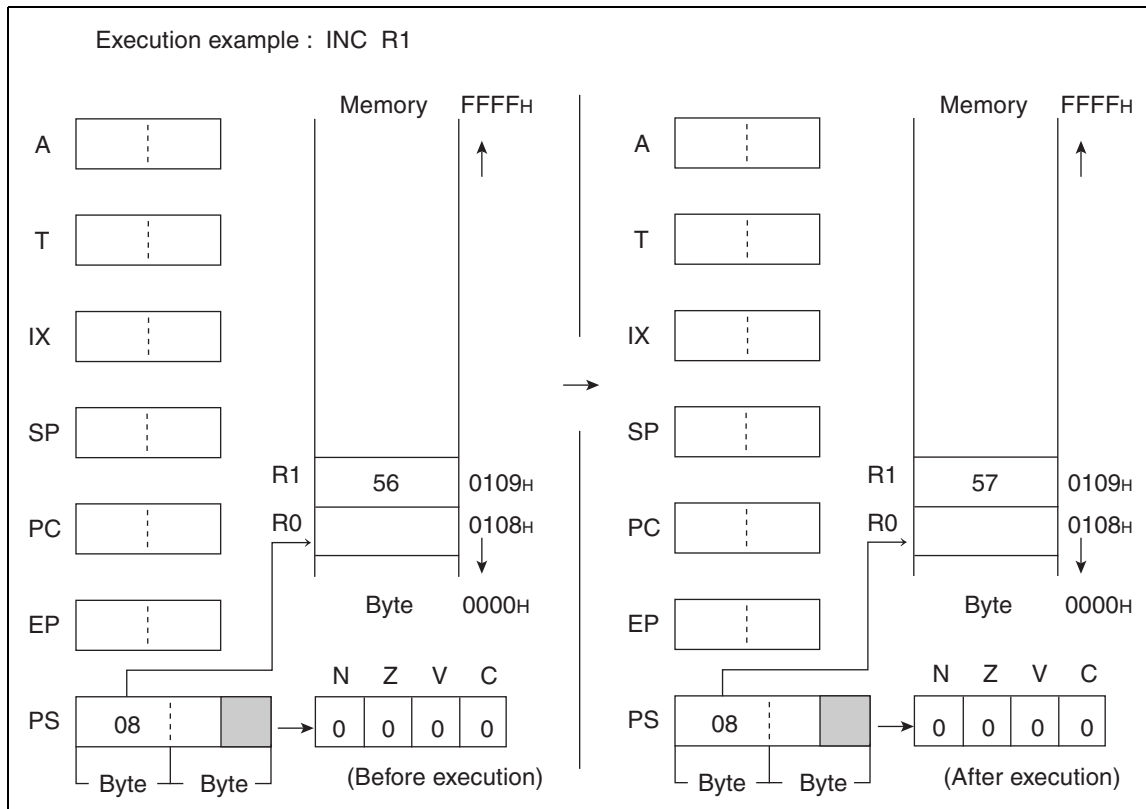 Execution example : INC R1
Memory FFFFH
A
T
IX
SP
R1 56 0109H
PC R0 0108H
Byte 0000H
EP
N Z V C
PS 08 0 0 0 0
Byte Byte (Before execution)
Memory FFFFH
A
T
IX
SP
R1 57 0109H
PC R0 0108H
Byte 0000H
EP
N Z V C
PS 08 0 0 0 0
Byte Byte (After execution)